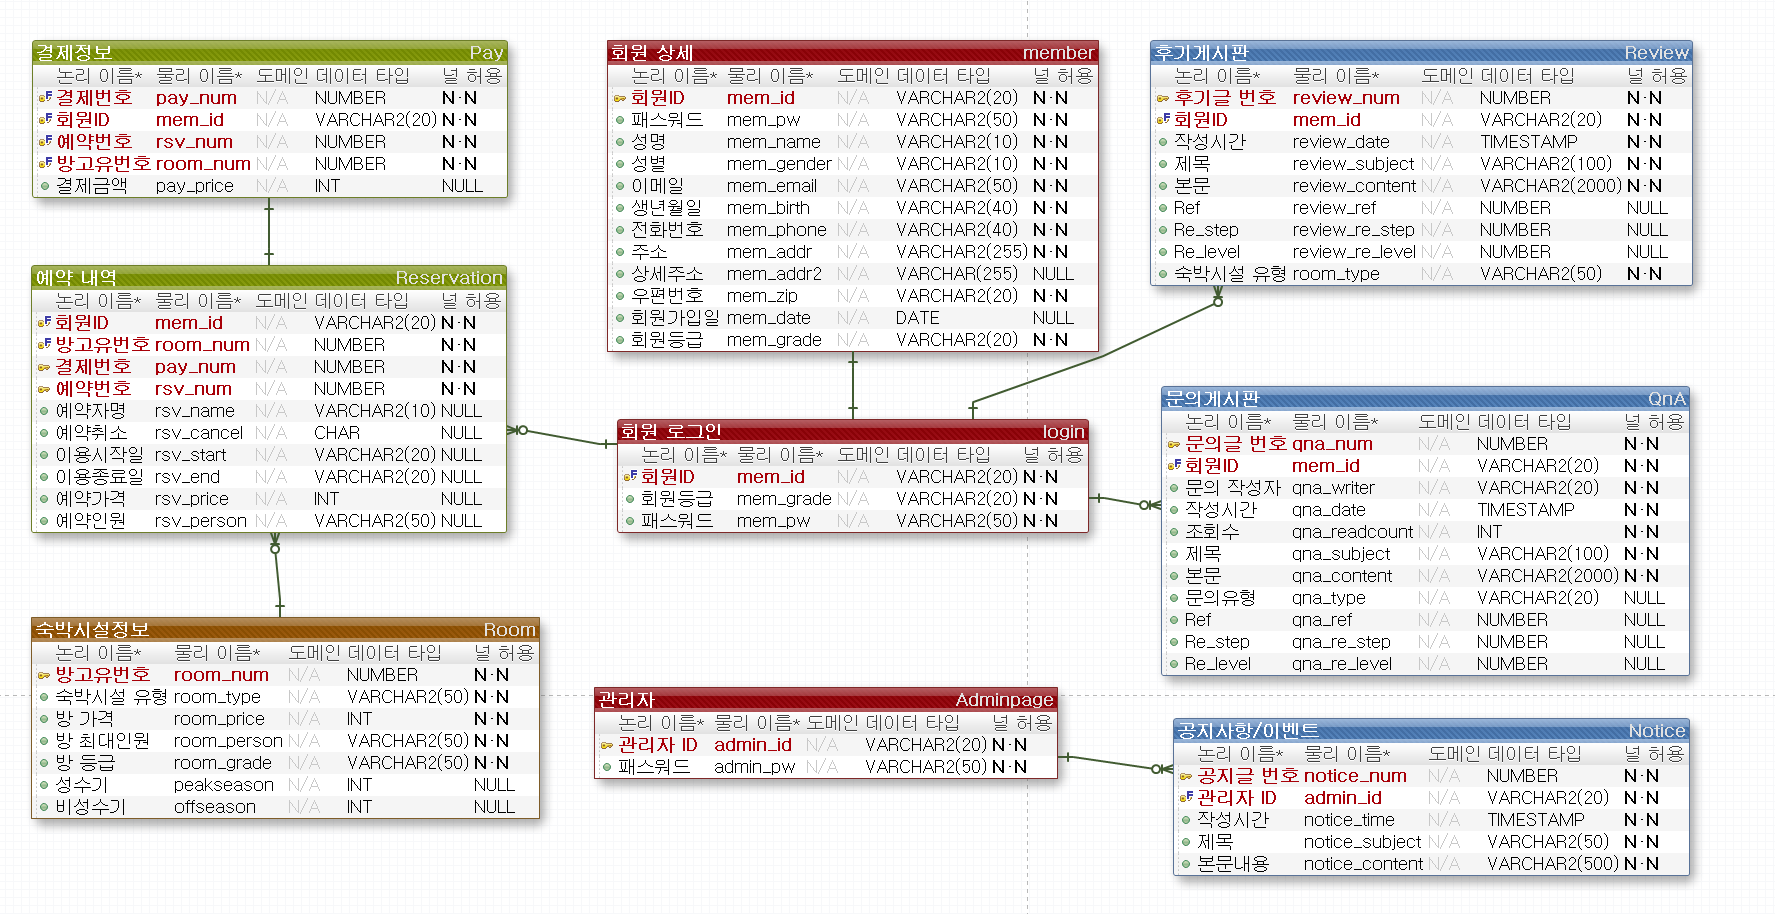 결제정보 Pay
논리 이름* 물리 이름* 도메인 데이터 타입 널 허용
결제번호 pay_num N/A NUMBER N·N
회원ID mem_id N/A VARCHAR2(20) N·N
예약번호 rsv_num N/A NUMBER N·N
방고유번호 room_num N/A NUMBER N·N
결제금액 pay_price N/A INT NULL
예약 내역 Reservation
논리 이름* 물리 이름* 도메인 데이터 타입 널 허용
회원ID mem_id N/A VARCHAR2(20) N·N
방고유번호 room_num N/A NUMBER N·N
결제번호 pay_num N/A NUMBER N·N
예약번호 rsv_num N/A NUMBER N·N
예약자명 rsv_name N/A VARCHAR2(10) NULL
예약취소 rsv_cancel N/A CHAR NULL
이용시작일 rsv_start N/A VARCHAR2(20) NULL
이용종료일 rsv_end N/A VARCHAR2(20) NULL
예약가격 rsv_price N/A INT NULL
예약인원 rsv_person N/A VARCHAR2(50) NULL
숙박시설정보 Room
논리 이름* 물리 이름* 도메인 데이터 타입 널 허용
방고유번호 room_num N/A NUMBER N·N
숙박시설 유형 room_type N/A VARCHAR2(50) N·N
방 가격 room_price N/A INT N·N
방 최대인원 room_person N/A VARCHAR2(50) N·N
방 등급 room_grade N/A VARCHAR2(50) N·N
성수기 peakseason N/A INT NULL
비성수기 offseason N/A INT NULL
회원 상세 member
논리 이름* 물리 이름* 도메인 데이터 타입 널 허용
회원ID mem_id N/A VARCHAR2(20) N·N
패스워드 mem_pw N/A VARCHAR2(50) N·N
성명 mem_name N/A VARCHAR2(10) N·N
성별 mem_gender N/A VARCHAR2(10) N·N
이메일 mem_email N/A VARCHAR2(50) N·N
생년월일 mem_birth N/A VARCHAR2(40) N·N
전화번호 mem_phone N/A VARCHAR2(40) N·N
주소 mem_addr N/A VARCHAR2(255) N·N
상세주소 mem_addr2 N/A VARCHAR(255) NULL
우편번호 mem_zip N/A VARCHAR2(20) N·N
회원가입일 mem_date N/A DATE NULL
회원등급 mem_grade N/A VARCHAR2(20) N·N
회원 로그인 login
논리 이름* 물리 이름* 도메인 데이터 타입 널 허용
회원ID mem_id N/A VARCHAR2(20) N·N
회원등급 mem_grade N/A VARCHAR2(20) N·N
패스워드 mem_pw N/A VARCHAR2(50) N·N
관리자 Adminpage
논리 이름* 물리 이름* 도메인 데이터 타입 널 허용
관리자 ID admin_id N/A VARCHAR2(20) N·N
패스워드 admin_pw N/A VARCHAR2(50) N·N
후기게시판 Review
논리 이름* 물리 이름* 도메인 데이터 타입 널 허용
후기글 번호 review_num N/A NUMBER N·N
회원ID mem_id N/A VARCHAR2(20) N·N
작성시간 review_date N/A TIMESTAMP N·N
제목 review_subject N/A VARCHAR2(100) N·N
본문 review_content N/A VARCHAR2(2000) N·N
Ref review_ref N/A NUMBER NULL
Re_step review_re_step N/A NUMBER NULL
Re_level review_re_level N/A NUMBER NULL
숙박시설 유형 room_type N/A VARCHAR2(50) N·N
문의게시판 QnA
논리 이름* 물리 이름* 도메인 데이터 타입 널 허용
문의글 번호 qna_num N/A NUMBER N·N
회원ID mem_id N/A VARCHAR2(20) N·N
문의 작성자 qna_writer N/A VARCHAR2(20) N·N
작성시간 qna_date N/A TIMESTAMP N·N
조회수 qna_readcount N/A INT N·N
제목 qna_subject N/A VARCHAR2(100) N·N
본문 qna_content N/A VARCHAR2(2000) N·N
문의유형 qna_type N/A VARCHAR2(20) NULL
Ref qna_ref N/A NUMBER NULL
Re_step qna_re_step N/A NUMBER NULL
Re_level qna_re_level N/A NUMBER NULL
공지사항/이벤트 Notice
논리 이름* 물리 이름* 도메인 데이터 타입 널 허용
공지글 번호 notice_num N/A NUMBER N·N
관리자 ID admin_id N/A VARCHAR2(20) N·N
작성시간 notice_time N/A TIMESTAMP N·N
제목 notice_subject N/A VARCHAR2(50) N·N
본문내용 notice_content N/A VARCHAR2(500) N·N